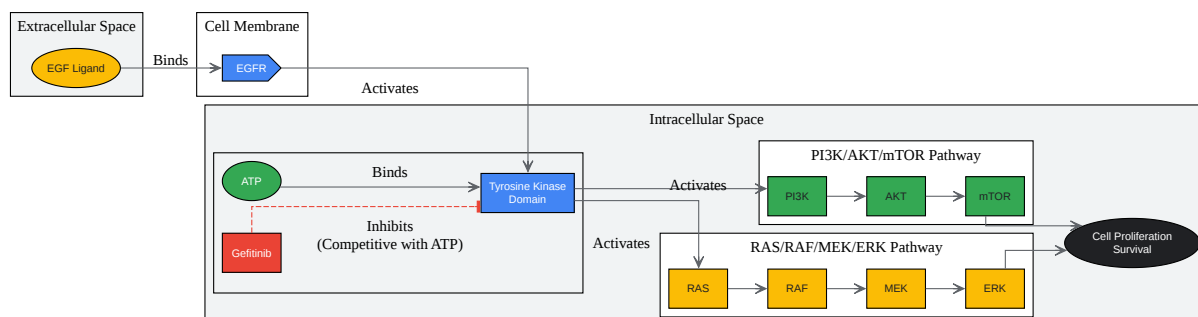 Extracellular Space
EGF Ligand
Binds
Cell Membrane
EGFR
Activates
Intracellular Space
ATP
Binds
Tyrosine Kinase
Domain
Gefitinib
Inhibits
(Competitive with ATP)
Activates
Activates
PI3K/AKT/mTOR Pathway
PI3K
AKT
mTOR
RAS/RAF/MEK/ERK Pathway
RAS
RAF
MEK
ERK
Cell Proliferation
Survival